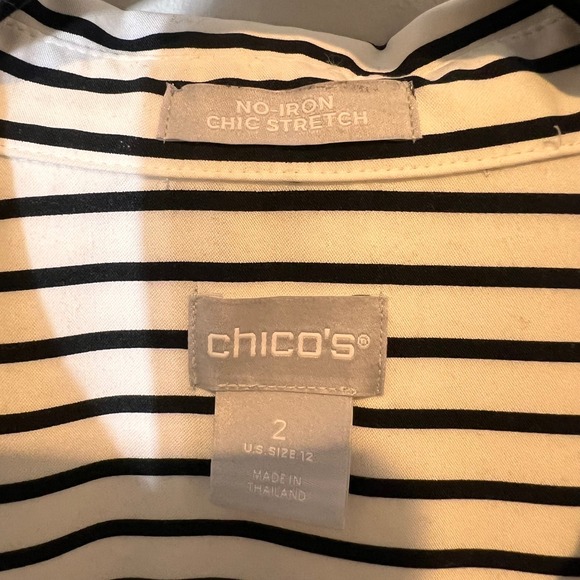 NO-IRON
CHIC STRETCH
chico's®
2
U.S. SIZE 12
MADE IN
THAILAND